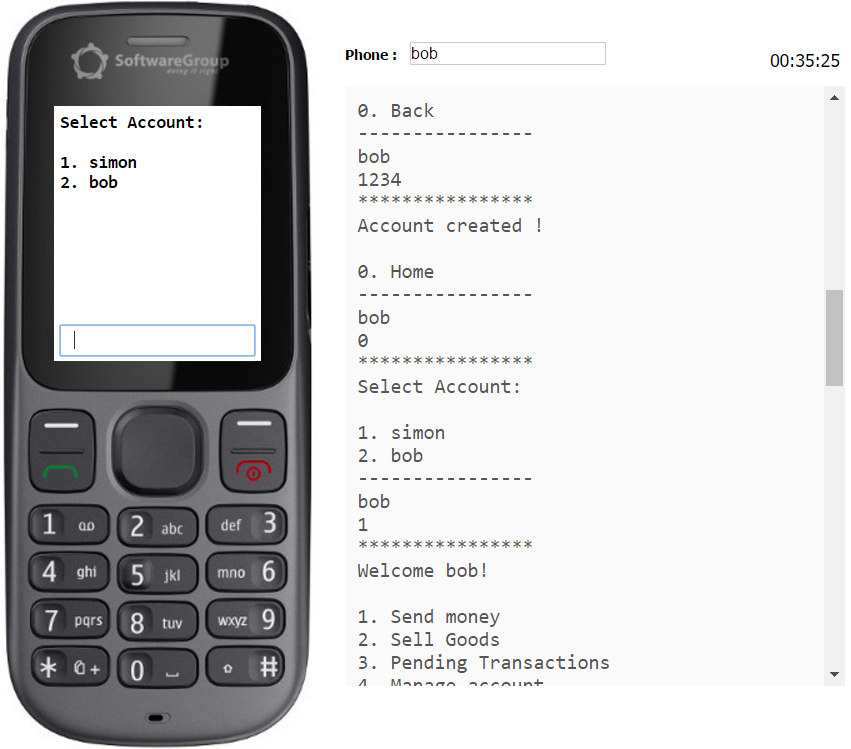 SoftwareGroup
doing it right
Select Account:
1. simon
2. bob
1
2 abc
def 3
4 ghi
5 jkl
mno 6
7 pqrs
8 tuv
wxyz 9
* +
0
#
Phone : bob
00:35:25
0. Back
----------------
bob
1234
****************
Account created !
0. Home
----------------
bob
0
****************
Select Account:
1. simon
2. bob
----------------
bob
1
****************
Welcome bob!
1. Send money
2. Sell Goods
3. Pending Transactions
4. Manage account